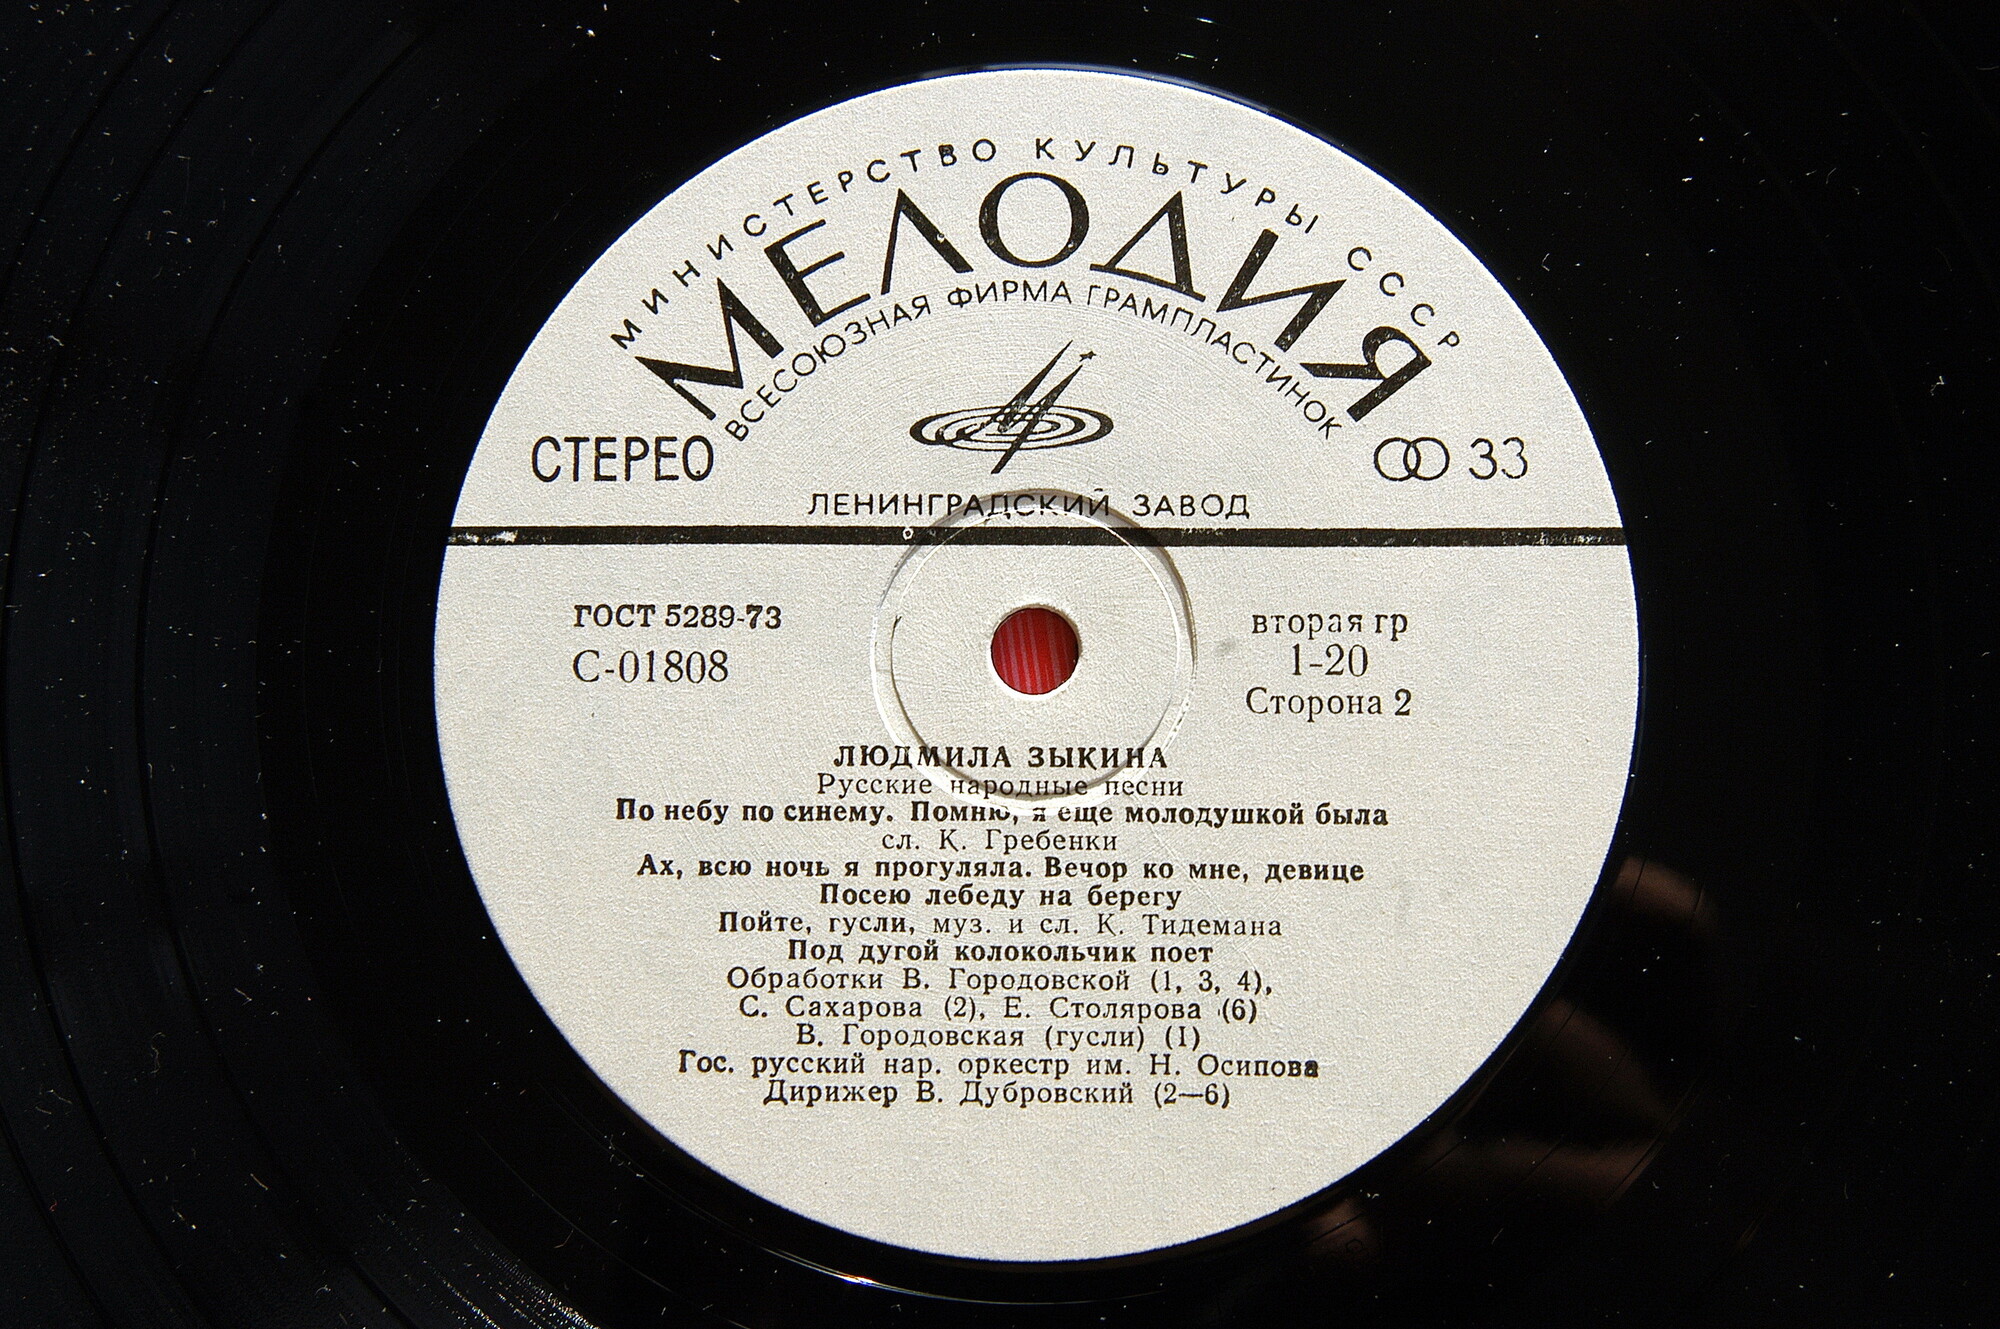 МИНИСТЕРСТВО КУЛЬТУРЫ СССР
МЕЛОДИЯ
ВСЕСОЮЗНАЯ ФИРМА ГРАМПЛАСТИНОК
СТЕРЕО
33
ЛЕНИНГРАДСКИЙ ЗАВОД
ГОСТ 5289-73
С-01808
вторая гр
1-20
Сторона 2
ЛЮДМИЛА ЗЫКИНА
Русские народные песни
По небу по синему. Помню, я еще молодушкой была
сл. К. Гребенки
Ах, всю ночь я прогуляла. Вечор ко мне, девице
Посею лебеду на берегу
Пойте, гусли, муз. и сл. К. Тидемана
Под дугой колокольчик поет
Обработки В. Городовской (1, 3, 4),
С. Сахарова (2), Е. Столярова (6)
В. Городовская (гусли) (1)
Гос. русский нар. оркестр им. Н. Осипова
Дирижер В. Дубровский (2—6)